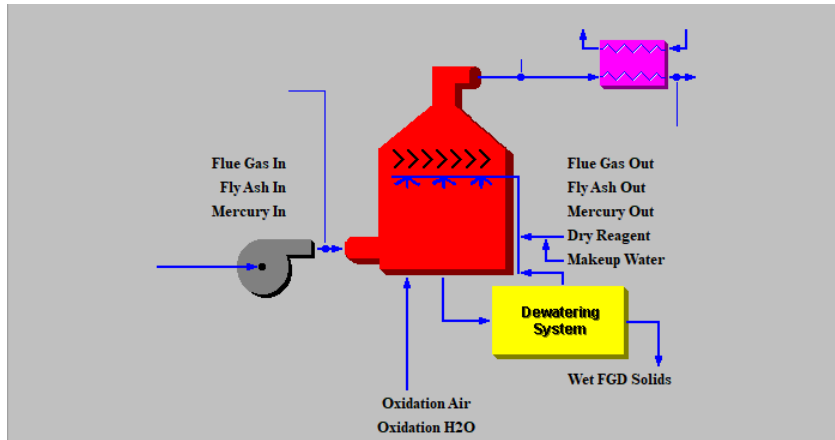 Flue Gas In
Fly Ash In
Mercury In
Flue Gas Out
Fly Ash Out
Mercury Out
Dry Reagent
Makeup Water
Dewatering
System
Wet FGD Solids
Oxidation Air
Oxidation H2O